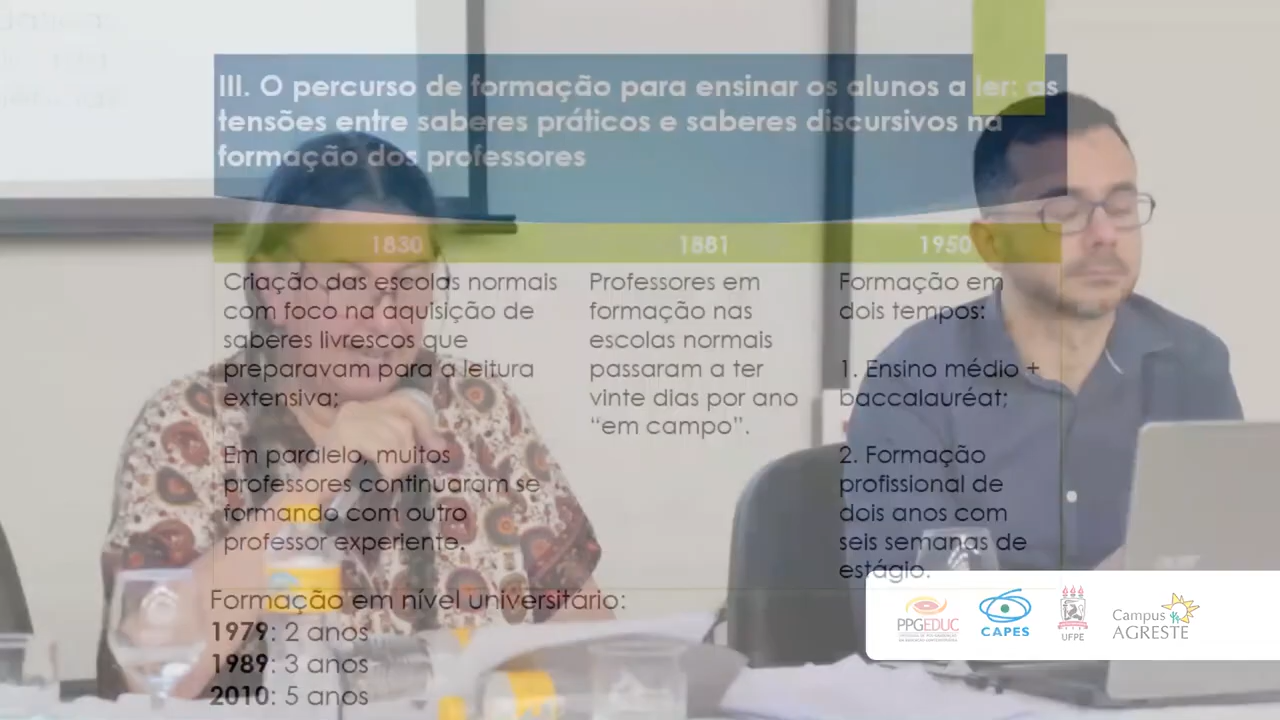 III. O percurso de formação para ensinar os alunos a ler: as
tensões entre saberes práticos e saberes discursivos na
formação dos professores
1830
1881
1950
Criação das escolas normais
com foco na aquisição de
saberes livrescos que
preparavam para a leitura
extensiva;
Em paralelo, muitos
professores continuaram se
formando com outro
professor experiente.
Professores em
formação nas
escolas normais
passaram a ter
vinte dias por ano
“em campo”.
Formação em
dois tempos:
1. Ensino médio +
baccalauréat;
2. Formação
profissional de
dois anos com
seis semanas de
estágio.
Formação em nível universitário:
1979: 2 anos
1989: 3 anos
2010: 5 anos
PPGEDUC
CAPES
UFPE
Campus
AGRESTE